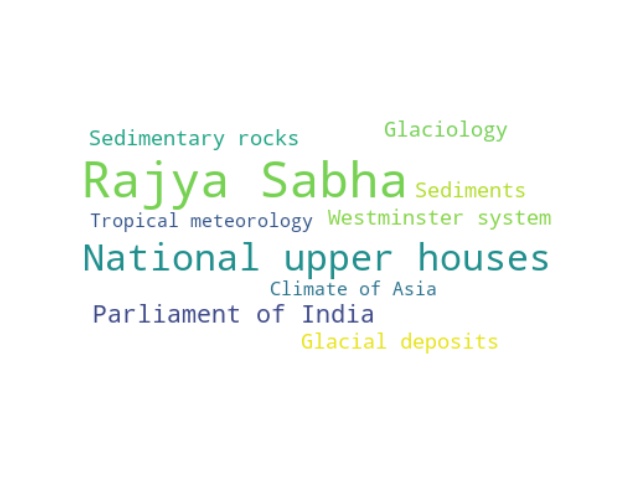 Glaciology
Sedimentary rocks
Rajya Sabha
Sediments
Tropical meteorology
Westminster system
National upper houses
Climate of Asia
Parliament of India
Glacial deposits